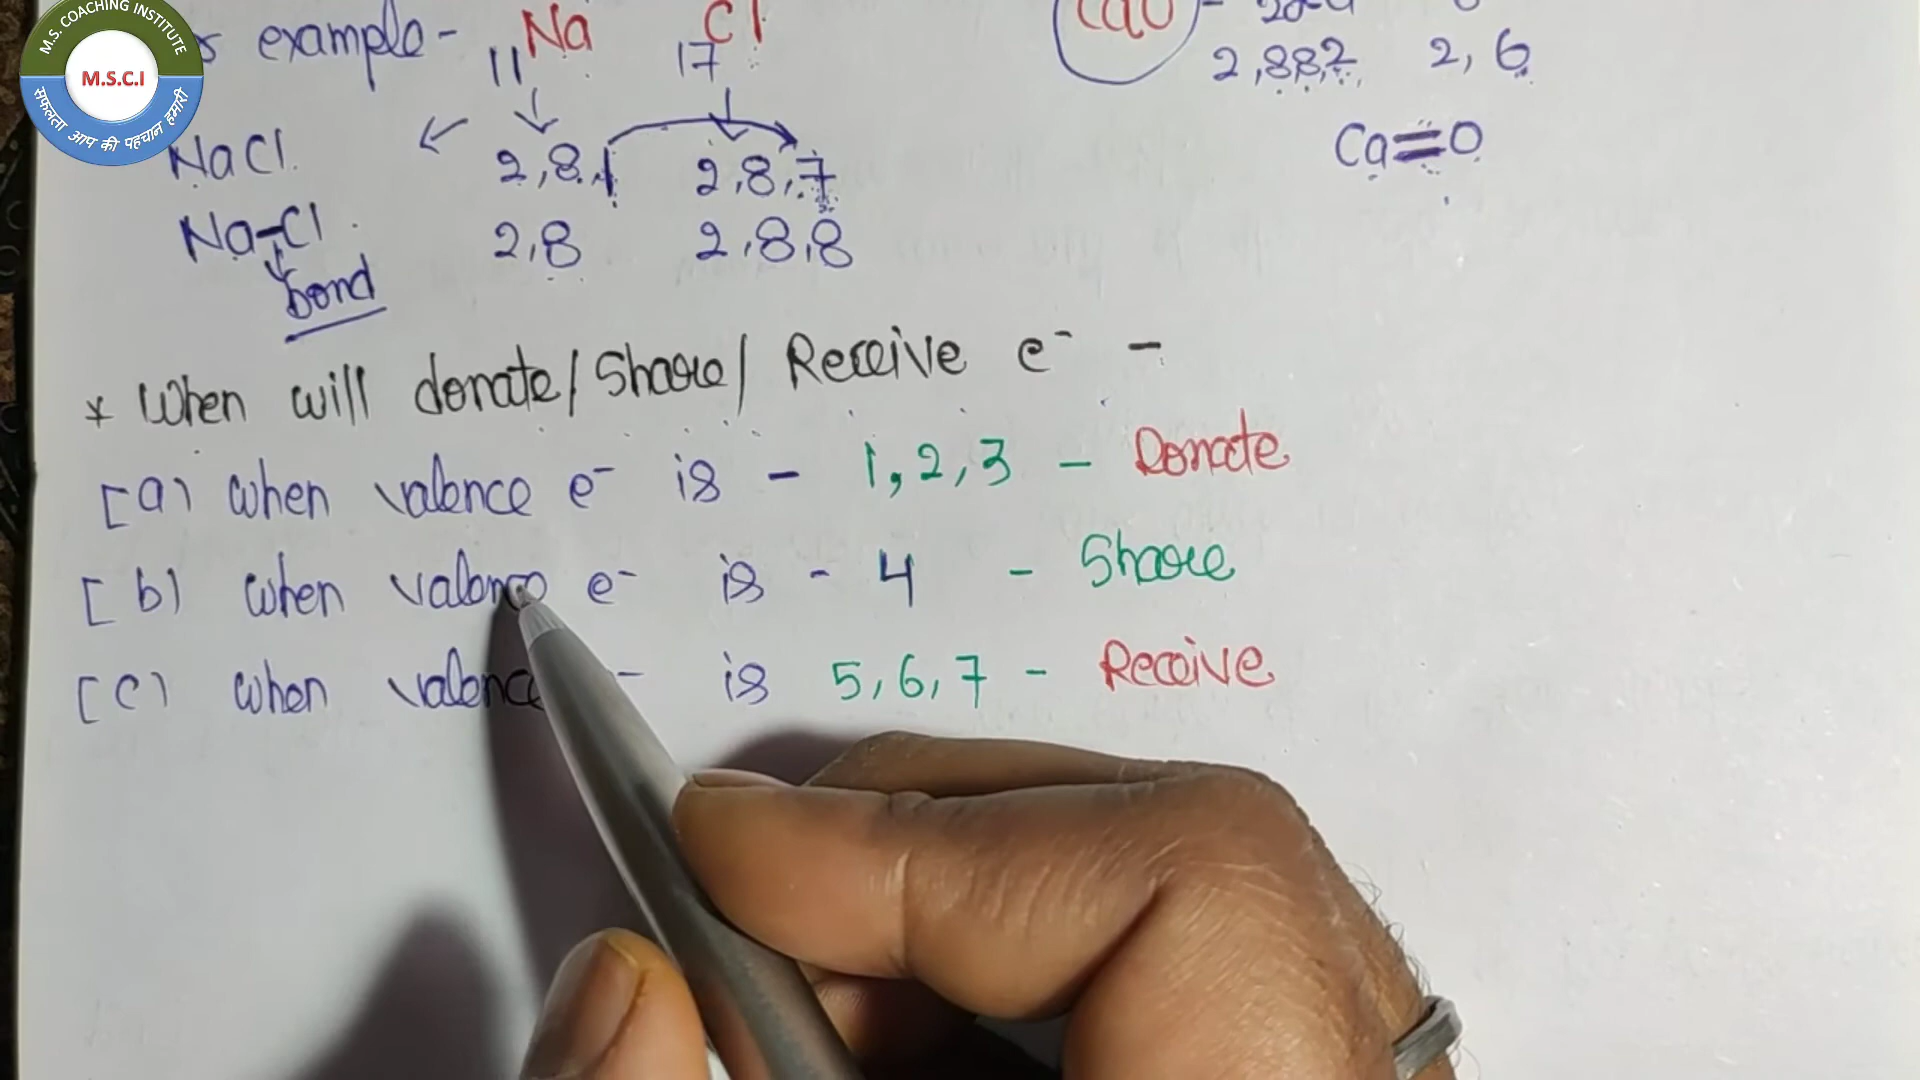 M.S. COACHING INSTITUTE
M.S.C.I
सफलता आप की पहचान हमारी
example- 11Na 17Cl
CaO
2,8,8,2 2,6
NaCl. 2,8,1 2,8,7
Ca=O
Na-Cl. 2,8 2,8,8
bond
* When will donate/Share/Receive e⁻ -
[a) when valence e⁻ is - 1,2,3 - Donate
[b) when valence e⁻ is - 4 - Share
[c) when valence - is 5,6,7 - Receive